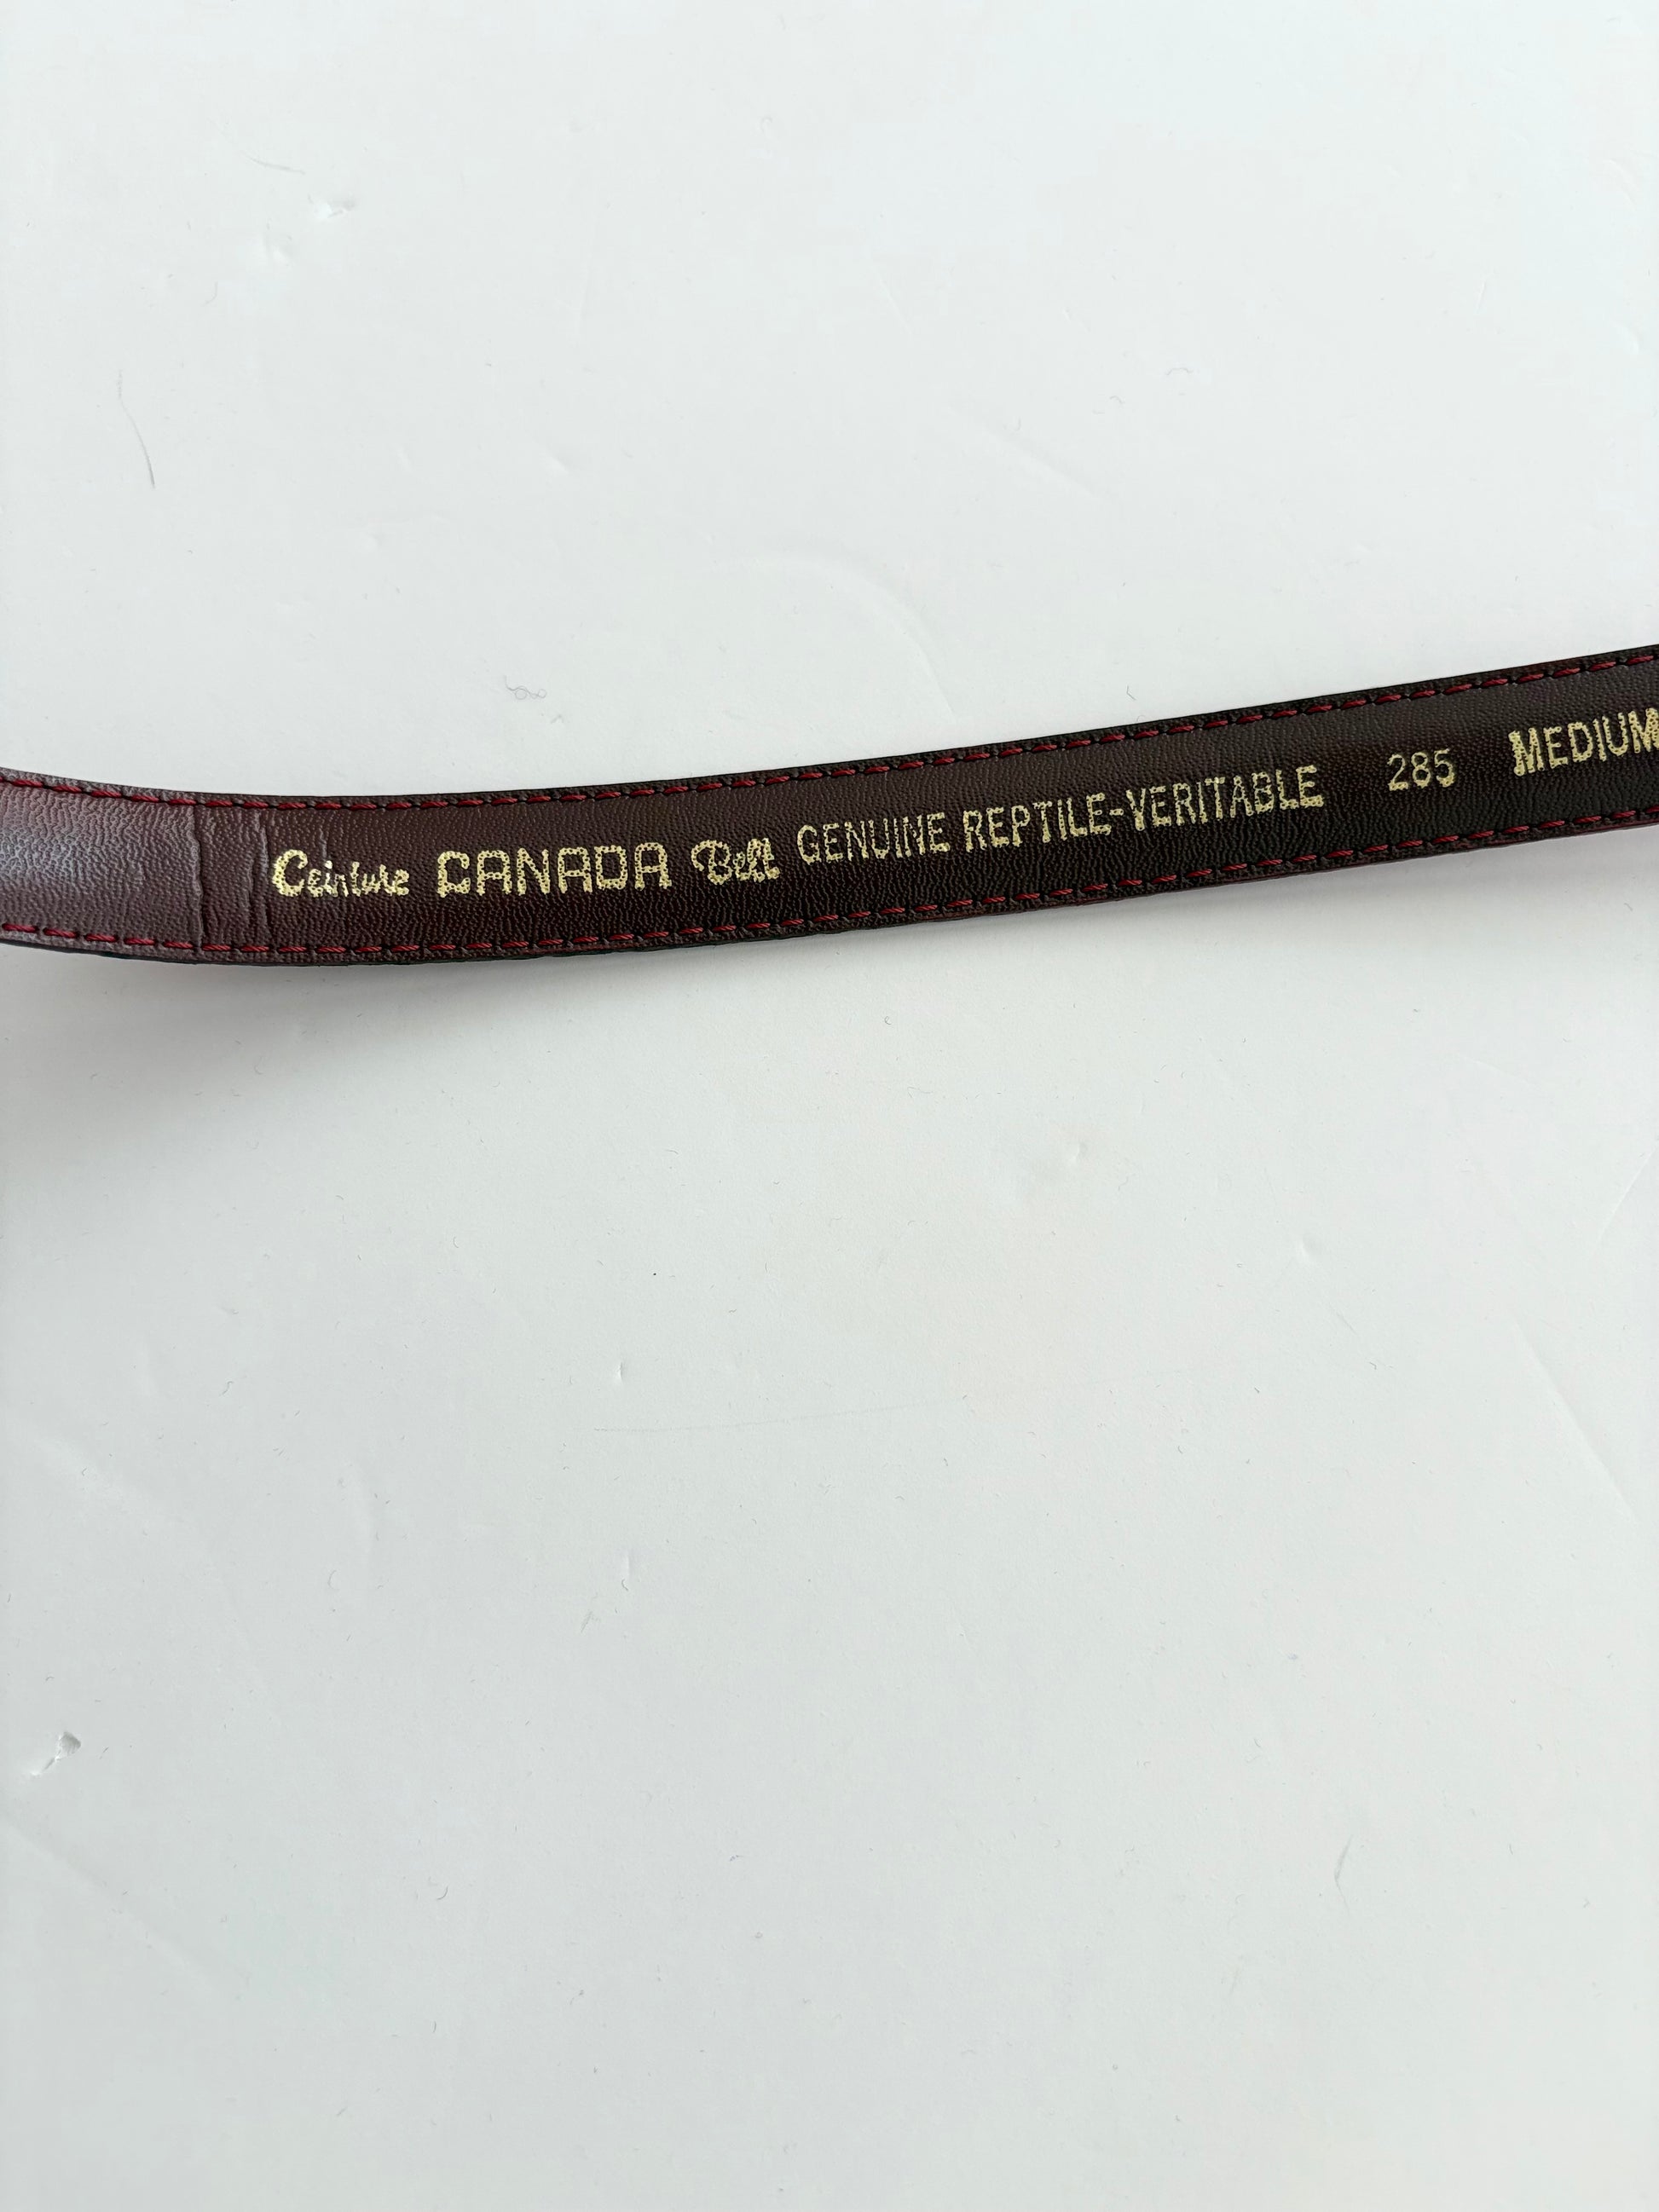 Ceinture CANADA Belt GENUINE REPTILE-VERITABLE 285 MEDIUM